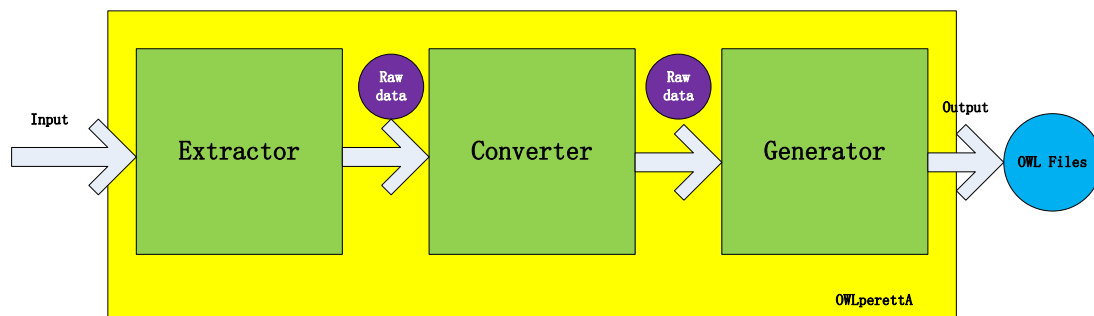 Input
Extractor
Raw
data
Converter
Raw
data
Generator
Output
OWL Files
OWLperettA